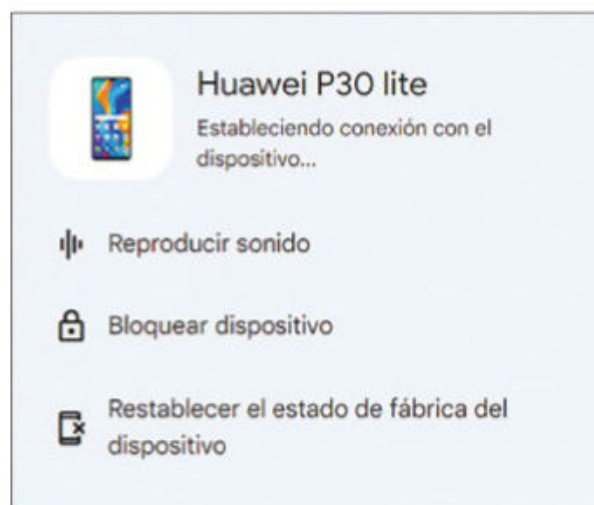 Huawei P30 lite
Estableciendo conexión con el
dispositivo...
Reproducir sonido
Bloquear dispositivo
Restablecer el estado de fábrica del
dispositivo